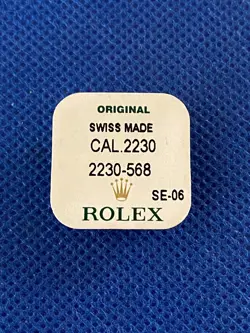 ORIGINAL
SWISS MADE
CAL.2230
2230-568
SE-06
ROLEX